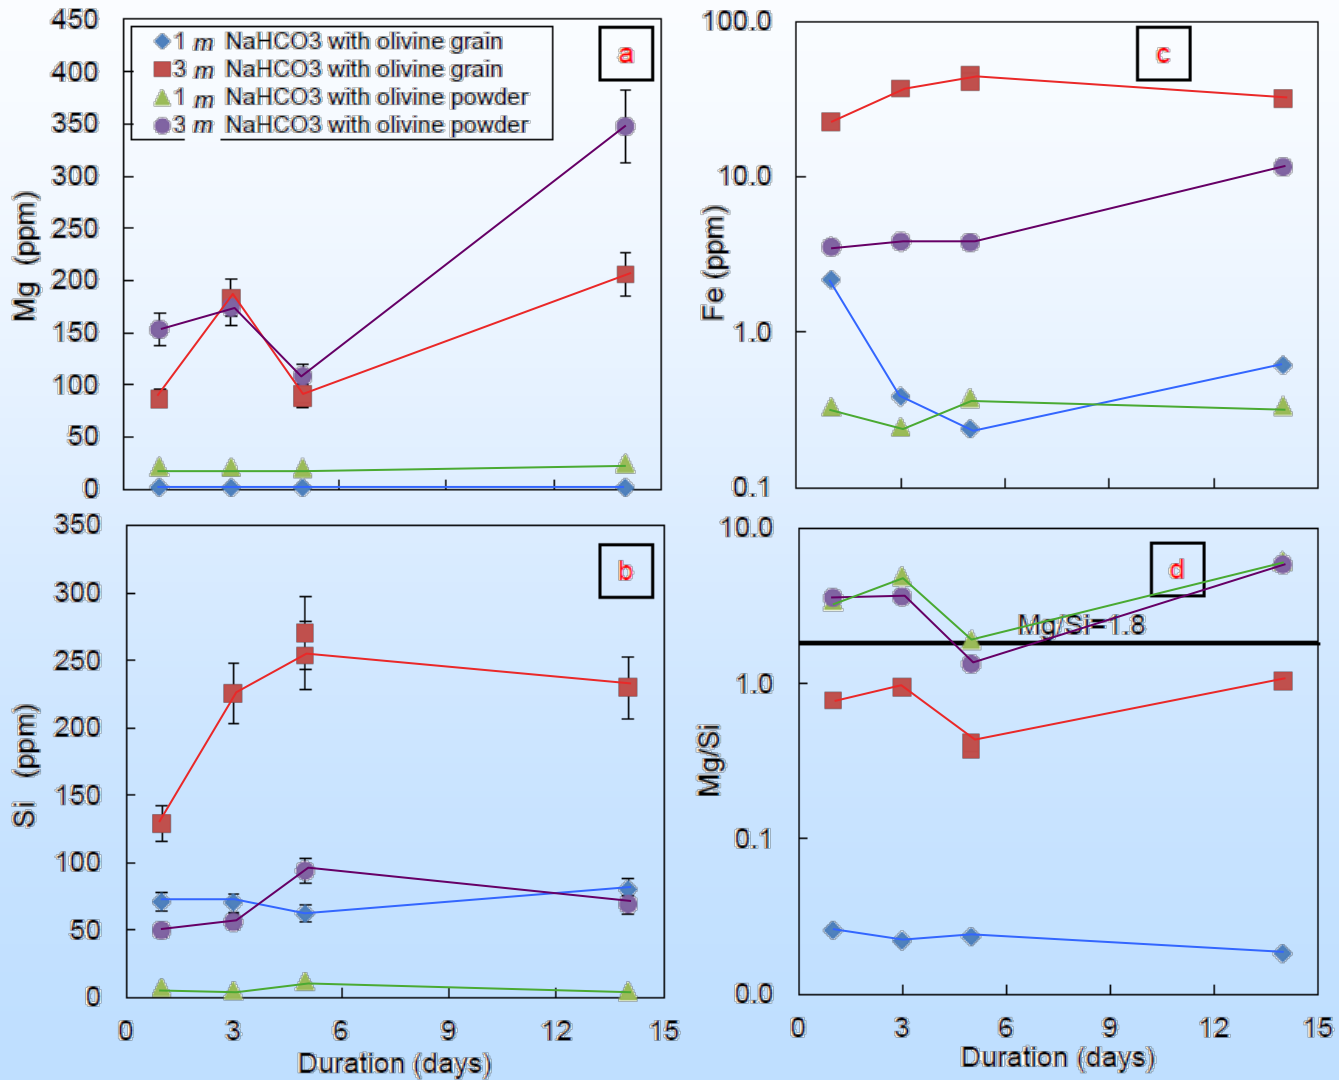 450
400
350
300
250
200
150
100
50
0
Mg (ppm)
1 m NaHCO3 with olivine grain
3 m NaHCO3 with olivine grain
1 m NaHCO3 with olivine powder
3 m NaHCO3 with olivine powder
a
100.0
10.0
1.0
0.1
Fe (ppm)
c
350
300
250
200
150
100
50
0
Si (ppm)
b
0 3 6 9 12 15
Duration (days)
10.0
1.0
0.1
0.0
Mg/Si
d
Mg/Si=1.8
0 3 6 9 12 15
Duration (days)